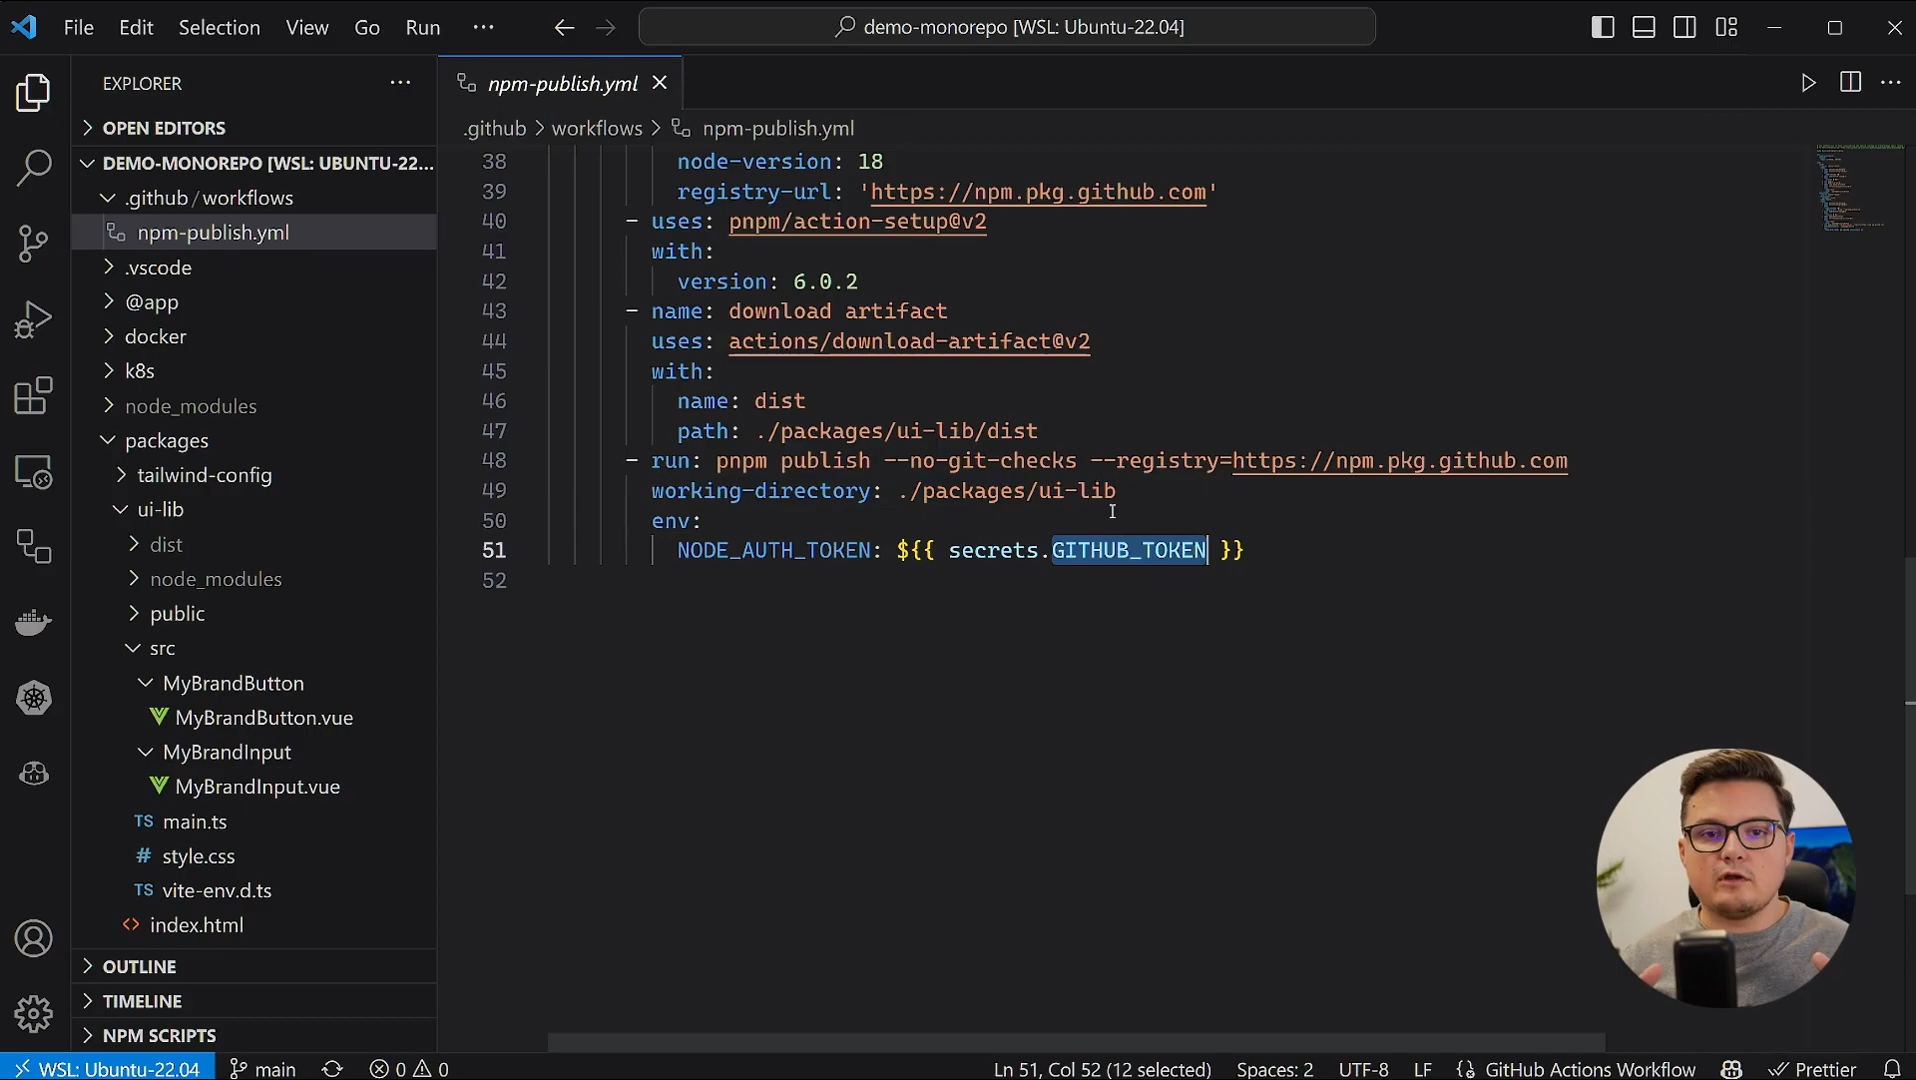 File Edit Selection View Go Run ··· demo-monorepo [WSL: Ubuntu-22.04]
EXPLORER ···
OPEN EDITORS
DEMO-MONOREPO [WSL: UBUNTU-22...
.github / workflows
npm-publish.yml
.vscode
@app
docker
k8s
node_modules
packages
tailwind-config
ui-lib
dist
node_modules
public
src
MyBrandButton
MyBrandButton.vue
MyBrandInput
MyBrandInput.vue
TS main.ts
# style.css
TS vite-env.d.ts
<> index.html
OUTLINE
TIMELINE
NPM SCRIPTS
npm-publish.yml
.github > workflows > npm-publish.yml
38 node-version: 18
39 registry-url: 'https://npm.pkg.github.com'
40 - uses: pnpm/action-setup@v2
41 with:
42 version: 6.0.2
43 - name: download artifact
44 uses: actions/download-artifact@v2
45 with:
46 name: dist
47 path: ./packages/ui-lib/dist
48 - run: pnpm publish --no-git-checks --registry=https://npm.pkg.github.com
49 working-directory: ./packages/ui-lib
50 env:
51 NODE_AUTH_TOKEN: ${{ secrets.GITHUB_TOKEN }}
52
WSL: Ubuntu-22.04 main 0 0 Ln 51, Col 52 (12 selected) Spaces: 2 UTF-8 LF GitHub Actions Workflow Prettier